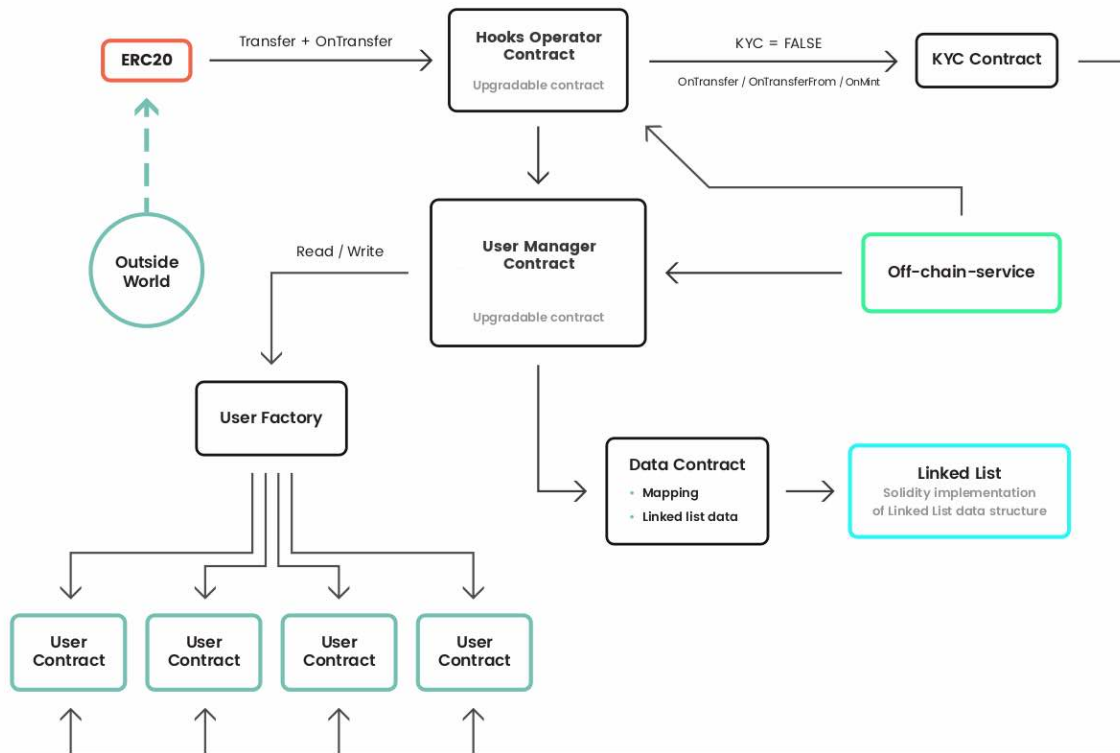 ERC20
Transfer + OnTransfer
Hooks Operator
Contract
Upgradable contract
KYC = FALSE
OnTransfer / OnTransferFrom / OnMint
KYC Contract
Outside
World
Read / Write
User Manager
Contract
Upgradable contract
Off-chain-service
User Factory
Data Contract
• Mapping
• Linked list data
Linked List
Solidity implementation
of Linked List data structure
User
Contract
User
Contract
User
Contract
User
Contract